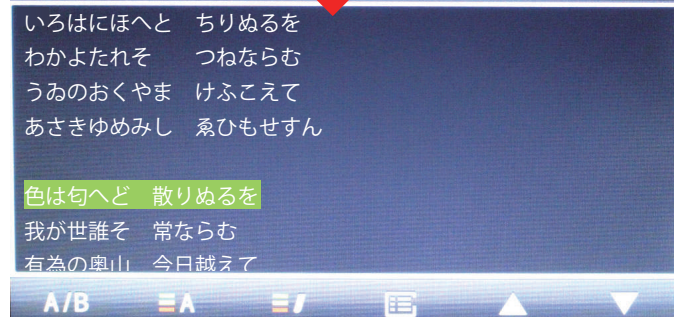 いろはにほへと　ちりぬるを
わかよたれそ　　つねならむ
うゐのおくやま　けふこえて
あさきゆめみし　ゑひもせすん
色は匂へど　散りぬるを
我が世誰そ　常ならむ
有為の奥山　今日越えて
A/B
A